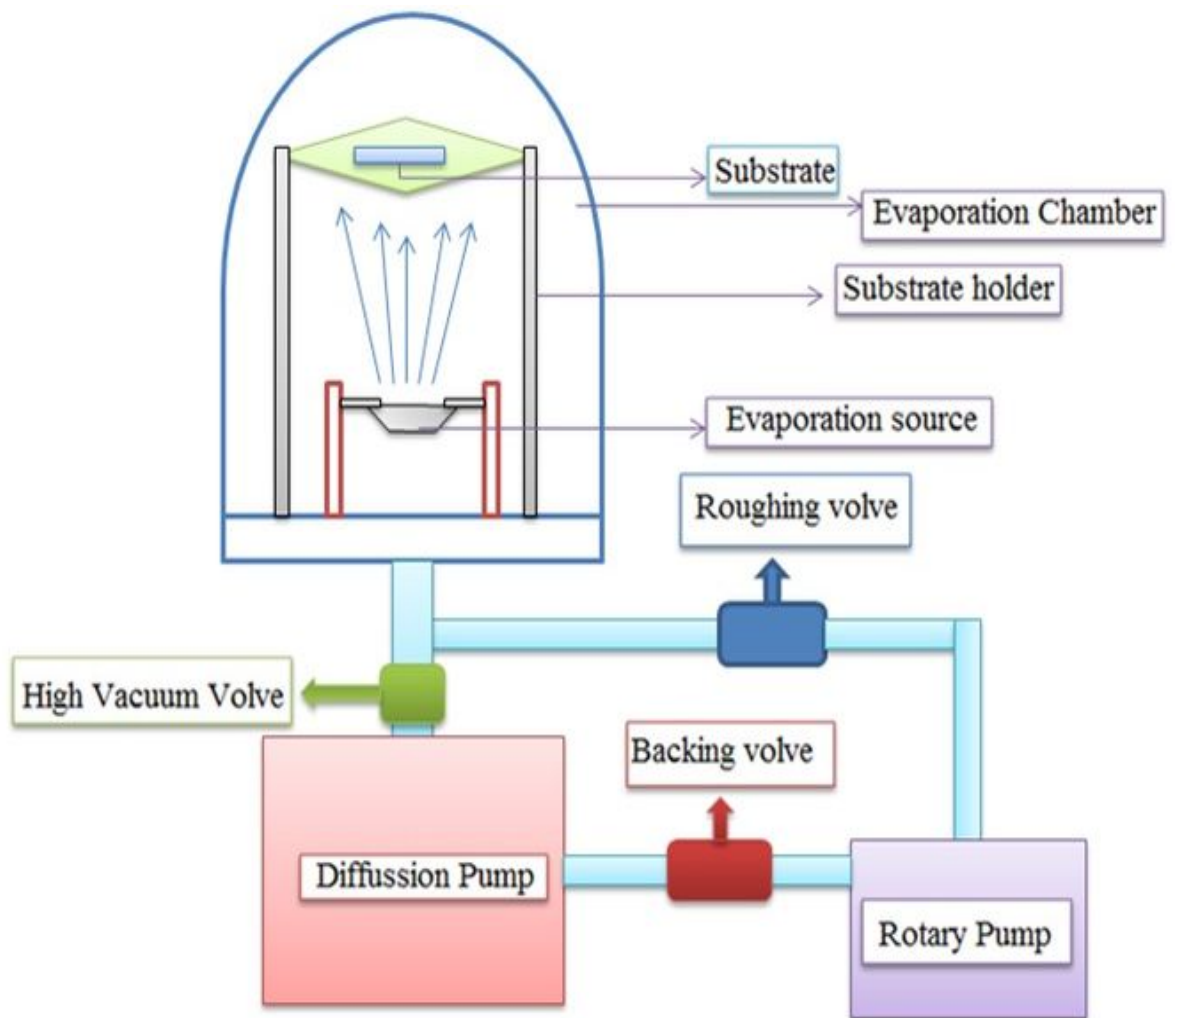 Substrate
Evaporation Chamber
Substrate holder
Evaporation source
Roughing volve
High Vacuum Volve
Backing volve
Diffussion Pump
Rotary Pump